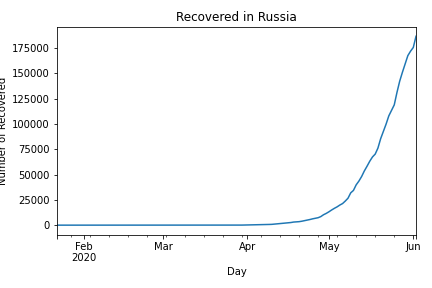 Recovered in Russia
175000
150000
125000
100000
75000
50000
25000
0
Number of Recovered
Feb
2020
Mar
Apr
May
Jun
Day